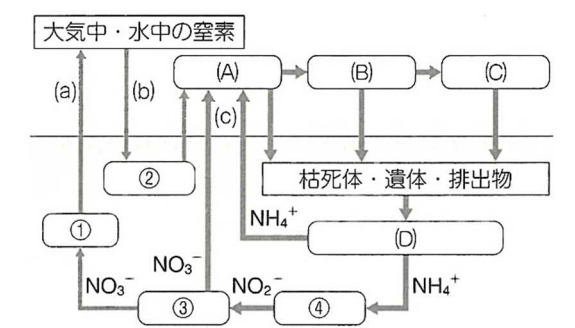 大気中・水中の窒素
(A)
(B)
(C)
(a)
(b)
(c)
②
枯死体・遺体・排出物
①
NH₄⁺
(D)
NO₃⁻
NO₃⁻
NO₂⁻
NH₄⁺
③
④